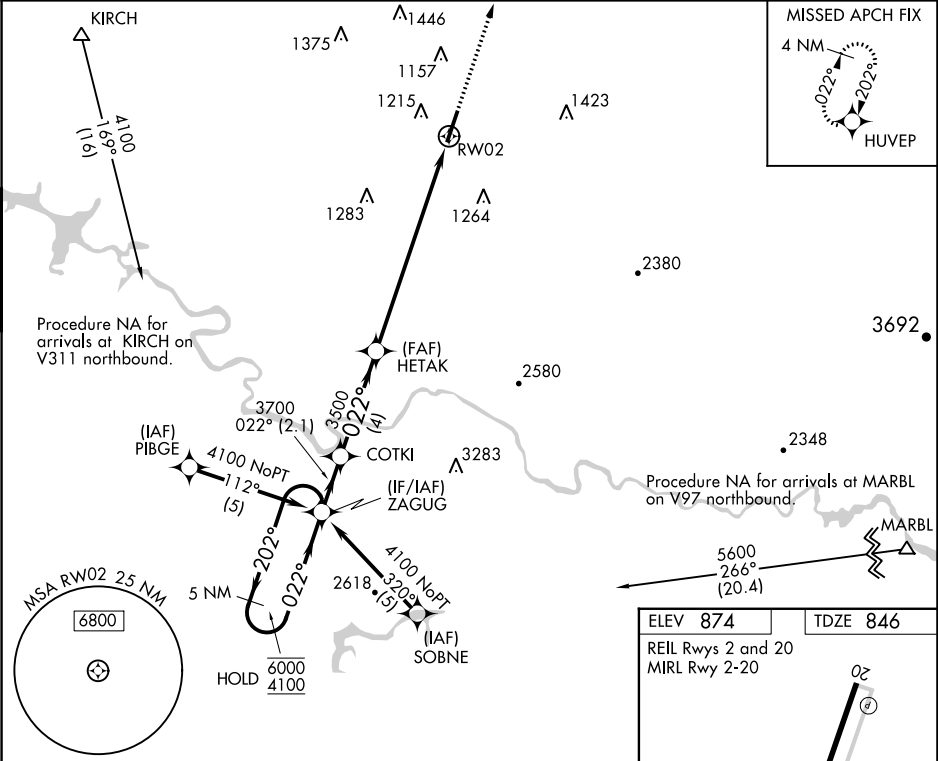 KIRCH
4100
169°
(16)
1375
1446
1157
1215
1423
RW02
1283
1264
MISSED APCH FIX
4 NM
022°
202°
HUVEP
2380
3692
Procedure NA for
arrivals at KIRCH on
V311 northbound.
(FAF)
HETAK
2580
3700
022° (2.1)
3500
022°
(4)
COTKI
(IAF)
PIBGE
4100 NoPT
112°
(5)
3283
2348
(IF/IAF)
ZAGUG
Procedure NA for arrivals at MARBL
on V97 northbound.
MARBL
5600
266°
(20.4)
202°
022°
5 NM
HOLD
6000
4100
4100 NoPT
320°
(5)
2618
(IAF)
SOBNE
MSA RW02 25 NM
6800
ELEV 874
TDZE 846
REIL Rwys 2 and 20
MIRL Rwy 2-20
20
P